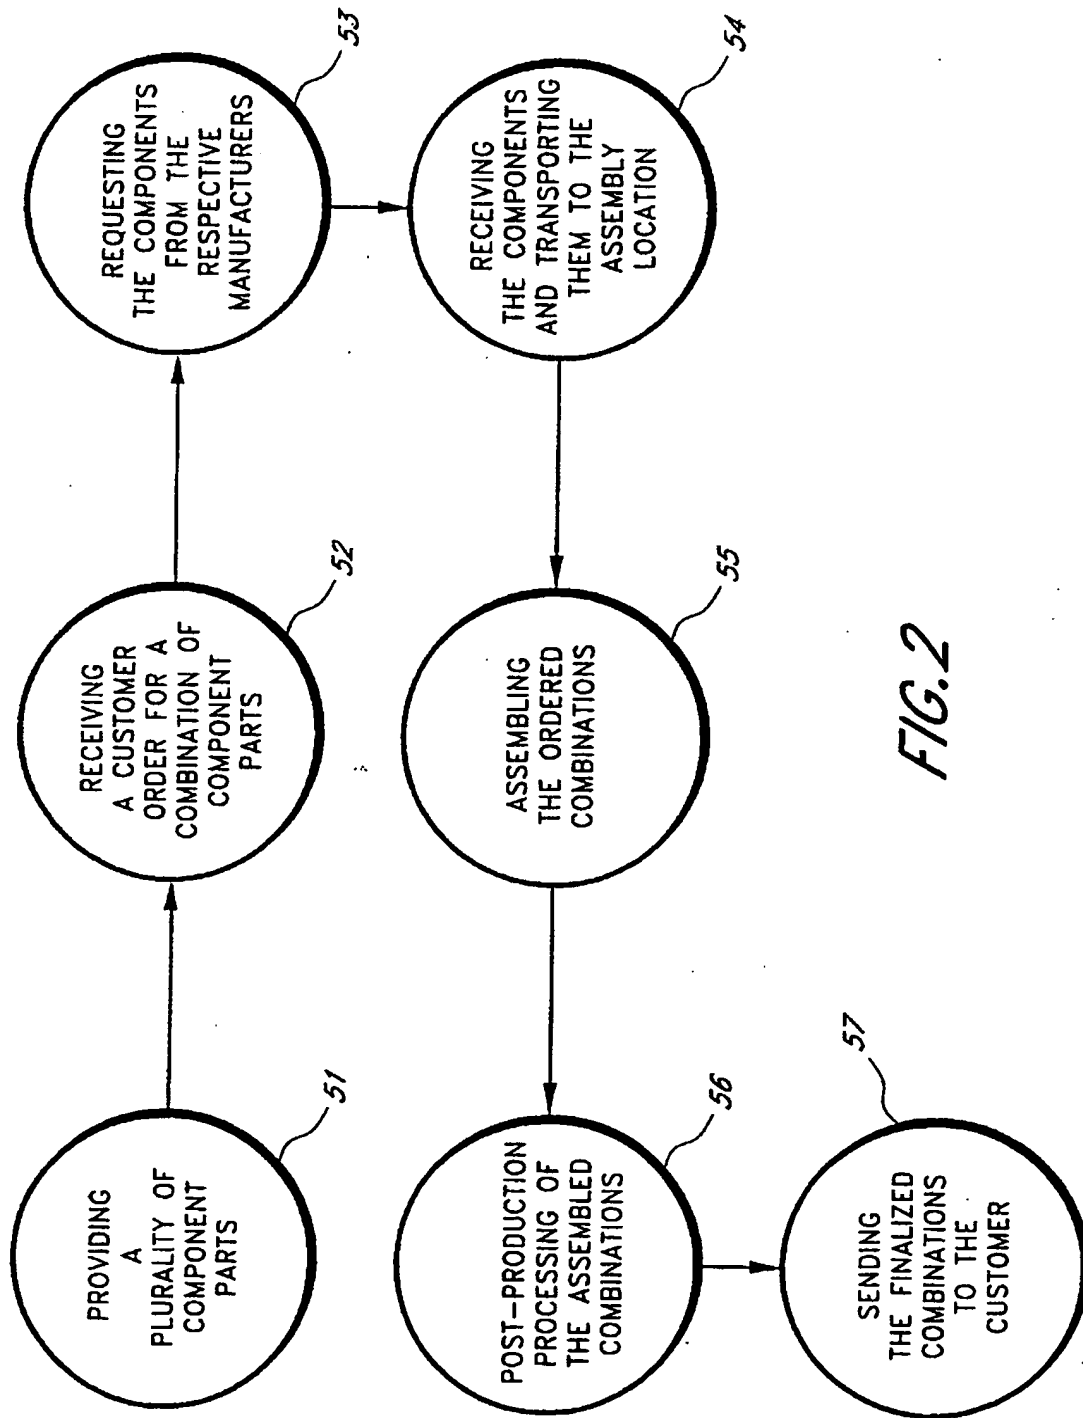 PROVIDING
A
PLURALITY OF
COMPONENT
PARTS
51
RECEIVING
A CUSTOMER
ORDER FOR A
COMBINATION OF
COMPONENT
PARTS
52
REQUESTING
THE COMPONENTS
FROM THE
RESPECTIVE
MANUFACTURERS
53
RECEIVING
THE COMPONENTS
AND TRANSPORTING
THEM TO THE
ASSEMBLY
LOCATION
54
ASSEMBLING
THE ORDERED
COMBINATIONS
55
POST-PRODUCTION
PROCESSING OF
THE ASSEMBLED
COMBINATIONS
56
SENDING
THE FINALIZED
COMBINATIONS
TO THE
CUSTOMER
57
FIG.2